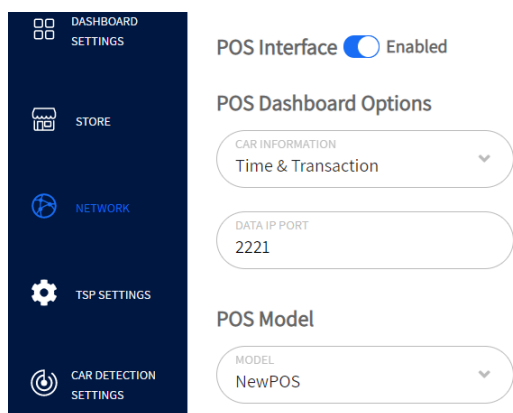 DASHBOARD
SETTINGS
STORE
NETWORK
TSP SETTINGS
CAR DETECTION
SETTINGS
POS Interface Enabled
POS Dashboard Options
CAR INFORMATION
Time & Transaction
DATA IP PORT
2221
POS Model
MODEL
NewPOS